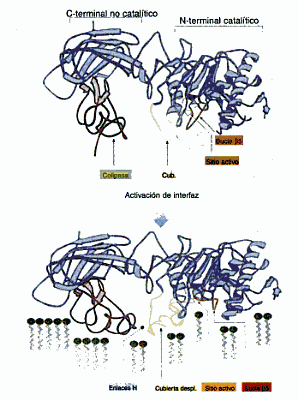 C-terminal no catalítico
N-terminal catalítico
Bucle β5
Sitio activo
Colipasa
Cub.
Activación de interfaz
Enlaces H
Cubierta despl.
Sitio activo
Bucle β5